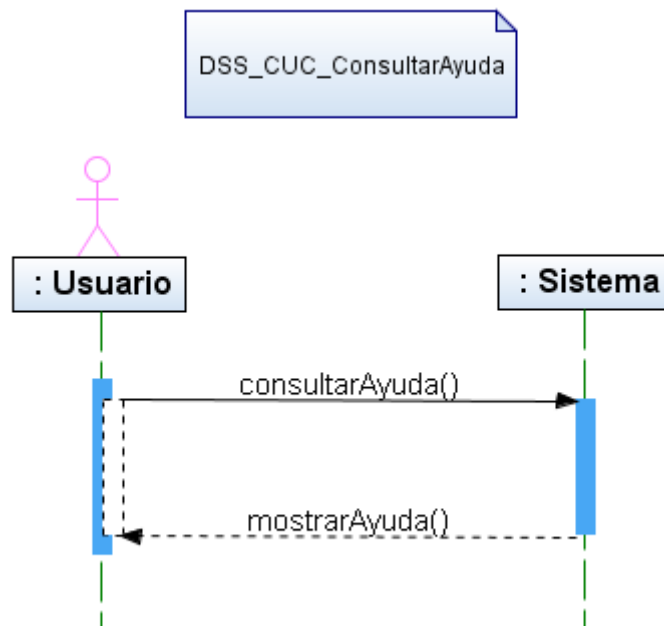 DSS_CUC_ConsultarAyuda
: Usuario
: Sistema
consultarAyuda()
mostrarAyuda()